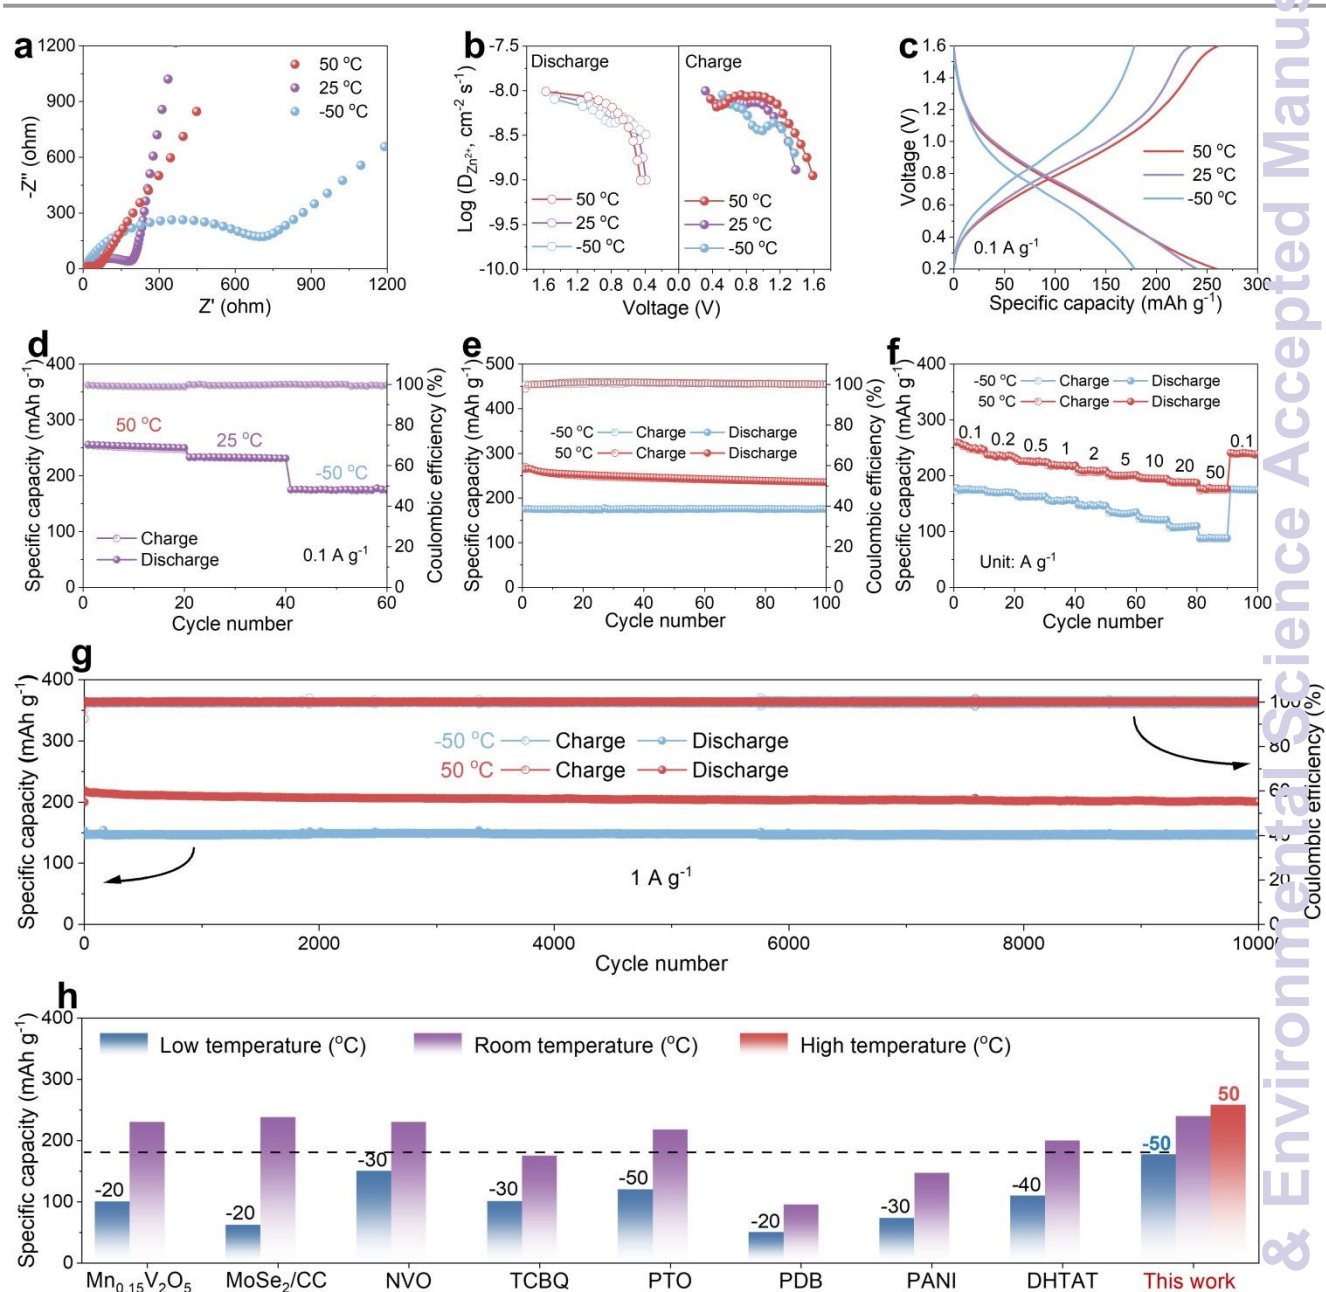 a
1200
900
600
300
0
0
300
600
900
1200
-Z'' (ohm)
Z' (ohm)
50 °C
25 °C
-50 °C
b
-7.5
-8.0
-8.5
-9.0
-9.5
-10.0
Log (D_Zn²⁺, cm⁻² s⁻¹)
Discharge
Charge
50 °C
25 °C
-50 °C
50 °C
25 °C
-50 °C
1.6 1.2 0.8 0.4 0.0 0.4 0.8 1.2 1.6
Voltage (V)
c
1.6
1.4
1.2
1.0
0.8
0.6
0.4
0.2
Voltage (V)
50 °C
25 °C
-50 °C
0.1 A g⁻¹
0 50 100 150 200 250 300
Specific capacity (mAh g⁻¹)
d
400
300
200
100
0
Specific capacity (mAh g⁻¹)
50 °C
25 °C
-50 °C
Charge
Discharge
0.1 A g⁻¹
100
80
60
40
20
0
Coulombic efficiency (%)
0 20 40 60
Cycle number
e
500
400
300
200
100
0
Specific capacity (mAh g⁻¹)
-50 °C Charge Discharge
50 °C Charge Discharge
100
80
60
40
20
0
Coulombic efficiency (%)
0 20 40 60 80 100
Cycle number
f
400
300
200
100
0
Specific capacity (mAh g⁻¹)
-50 °C Charge Discharge
50 °C Charge Discharge
0.1 0.2 0.5 1 2 5 10 20 50 0.1
Unit: A g⁻¹
0 20 40 60 80 100
Cycle number
g
400
300
200
100
0
Specific capacity (mAh g⁻¹)
-50 °C Charge Discharge
50 °C Charge Discharge
1 A g⁻¹
100
80
60
40
20
0
Coulombic efficiency (%)
0 2000 4000 6000 8000 10000
Cycle number
h
400
300
200
100
0
Specific capacity (mAh g⁻¹)
Low temperature (°C) Room temperature (°C) High temperature (°C)
-20 -20 -30 -30 -50 -20 -30 -40 -50 50
Mn₀.₁₅V₂O₅ MoSe₂/CC NVO TCBQ PTO PDB PANI DHTAT This work
& Environmental Science Accepted Manus